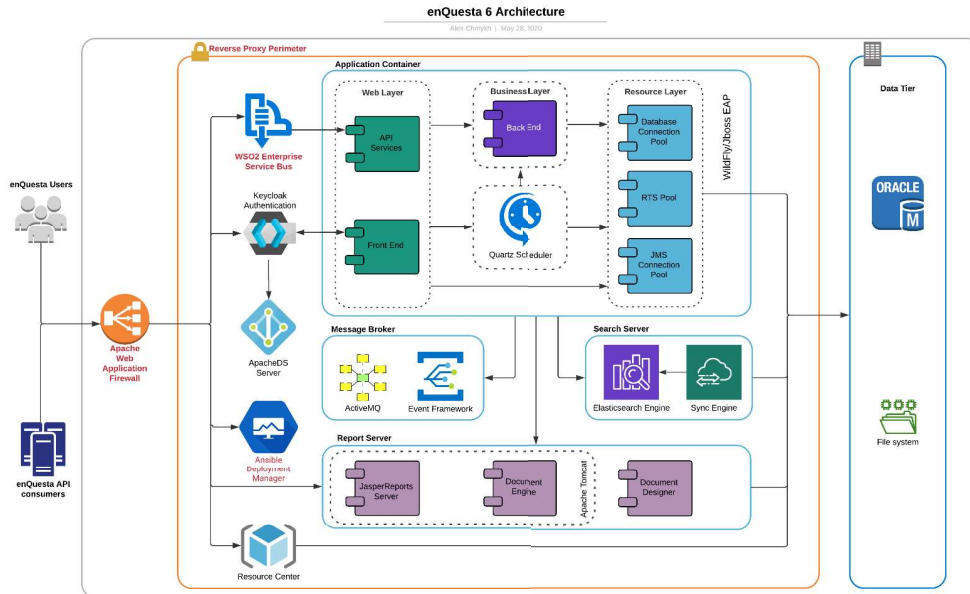 enQuesta 6 Architecture
Alex Chmykh | May 28, 2020
Reverse Proxy Perimeter
Application Container
Data Tier
Web Layer
Business Layer
Resource Layer
API
Services
Back End
Database
Connection
Pool
WildFly/Jboss EAP
WSO2 Enterprise
Service Bus
enQuesta Users
Keycloak
Authentication
Front End
Quartz Scheduler
RTS Pool
JMS
Connection
Pool
ORACLE
M
Apache
Web
Application
Firewall
ApacheDS
Server
Message Broker
ActiveMQ
Event Framework
Search Server
Elasticsearch Engine
Sync Engine
File system
enQuesta API
consumers
Ansible
Deployment
Manager
Report Server
JasperReports
Server
Document
Engine
Apache Tomcat
Document
Designer
Resource Center